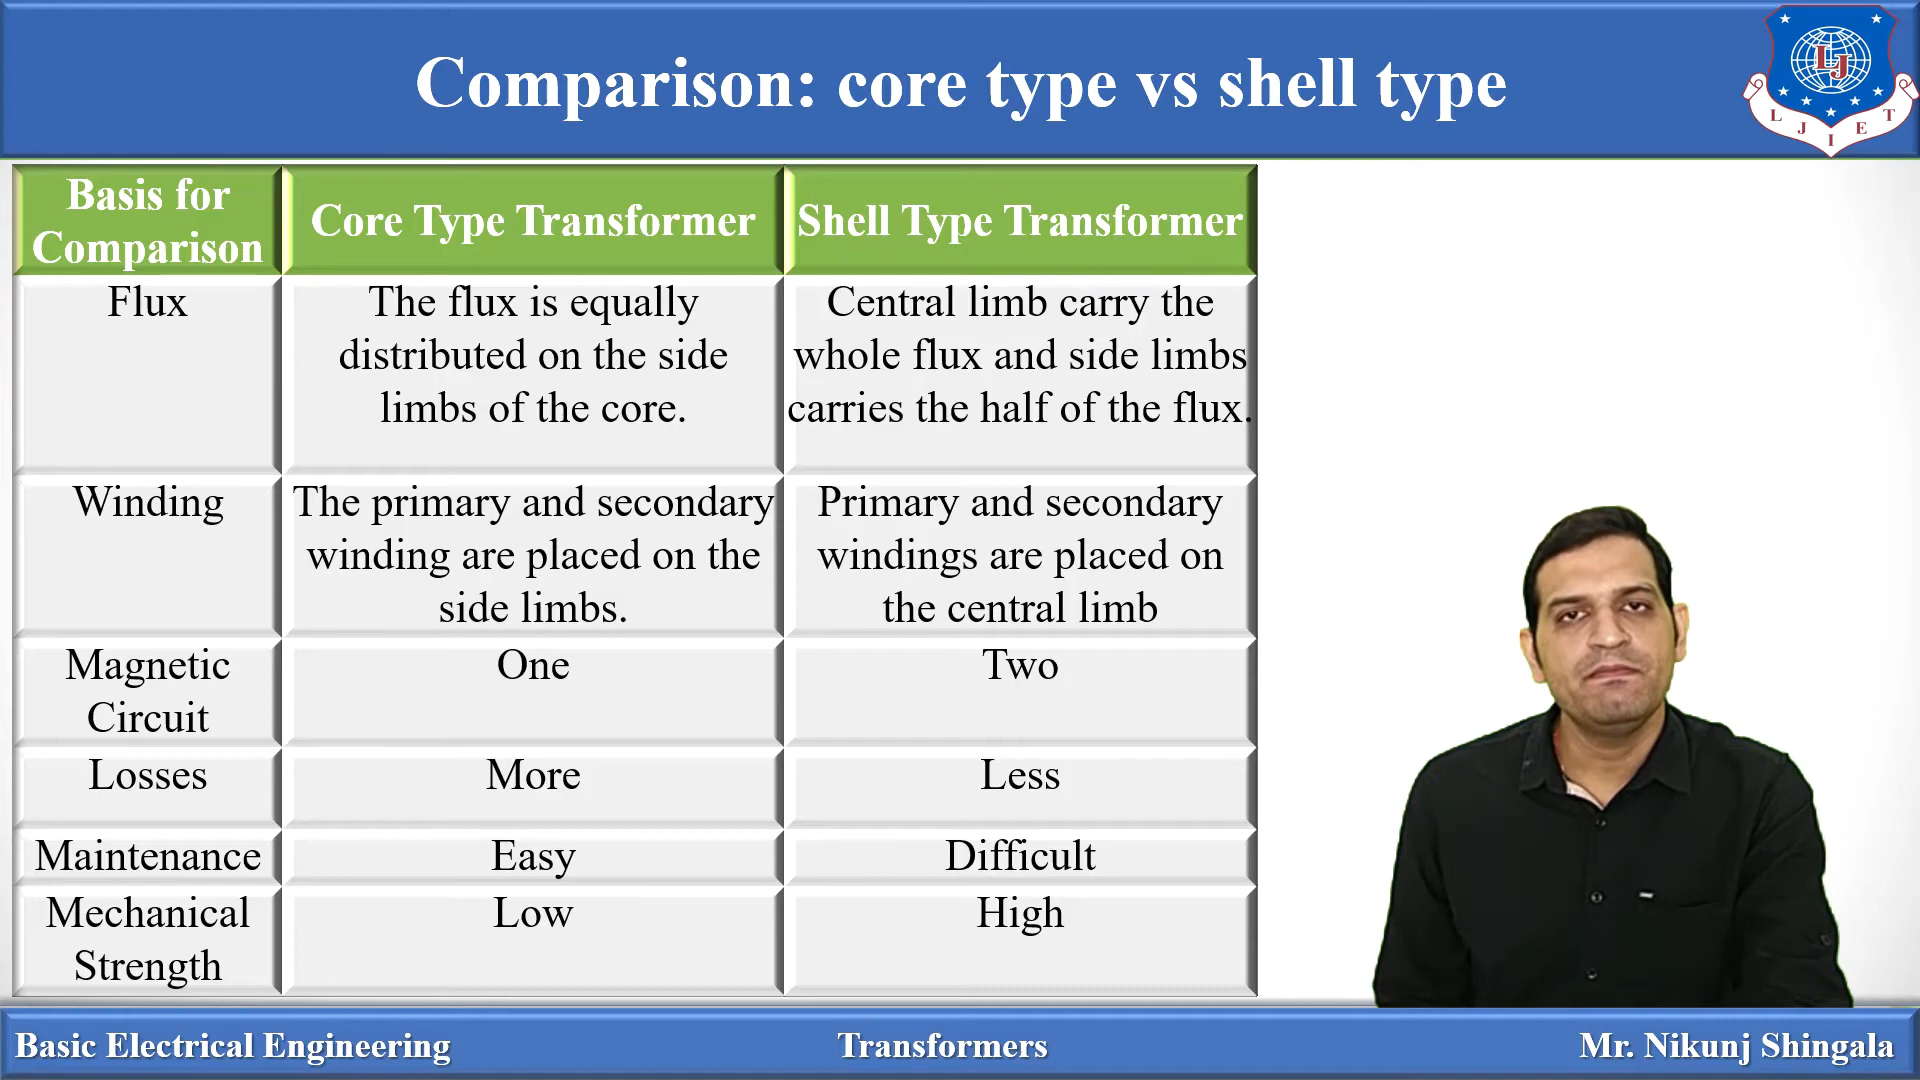 Comparison: core type vs shell type
LJ
L J I E T
Basis for
Comparison
Core Type Transformer
Shell Type Transformer
Flux
The flux is equally
distributed on the side
limbs of the core.
Central limb carry the
whole flux and side limbs
carries the half of the flux.
Winding
The primary and secondary
winding are placed on the
side limbs.
Primary and secondary
windings are placed on
the central limb
Magnetic
Circuit
One
Two
Losses
More
Less
Maintenance
Easy
Difficult
Mechanical
Strength
Low
High
Basic Electrical Engineering
Transformers
Mr. Nikunj Shingala